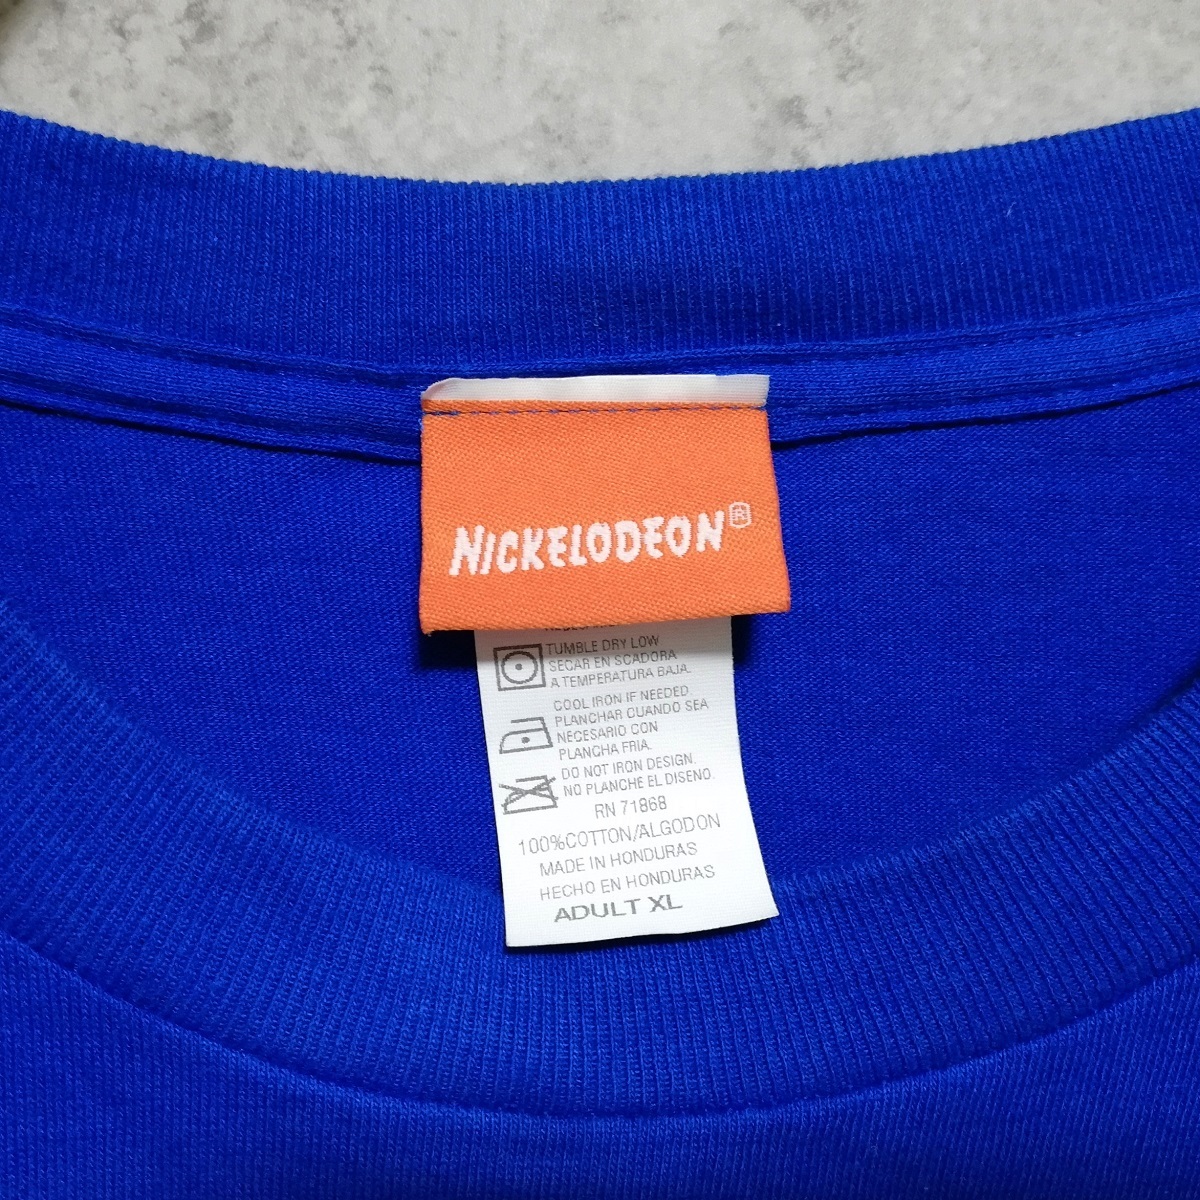 NICKELODEON®
TUMBLE DRY LOW
SECAR EN SCADORA
A TEMPERATURA BAJA.
COOL IRON IF NEEDED
PLANCHAR CUANDO SEA
NECESARIO CON
PLANCHA FRIA.
DO NOT IRON DESIGN.
NO PLANCHE EL DISENO.
RN 71868
100%COTTON/ALGODON
MADE IN HONDURAS
HECHO EN HONDURAS
ADULT XL